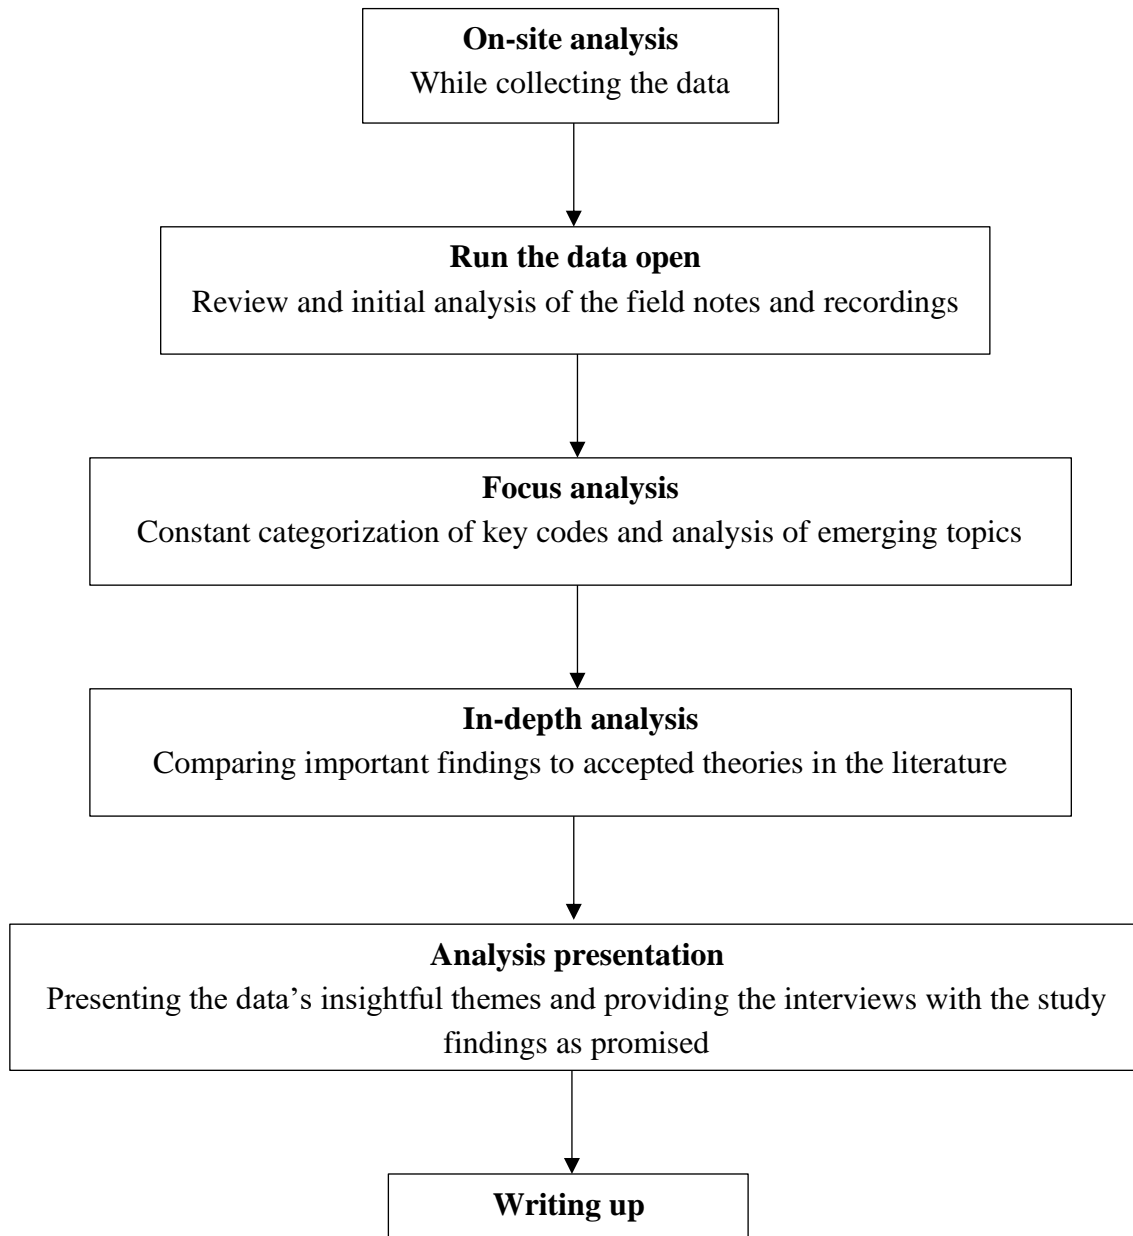 On-site analysis
While collecting the data
Run the data open
Review and initial analysis of the field notes and recordings
Focus analysis
Constant categorization of key codes and analysis of emerging topics
In-depth analysis
Comparing important findings to accepted theories in the literature
Analysis presentation
Presenting the data’s insightful themes and providing the interviews with the study
findings as promised
Writing up